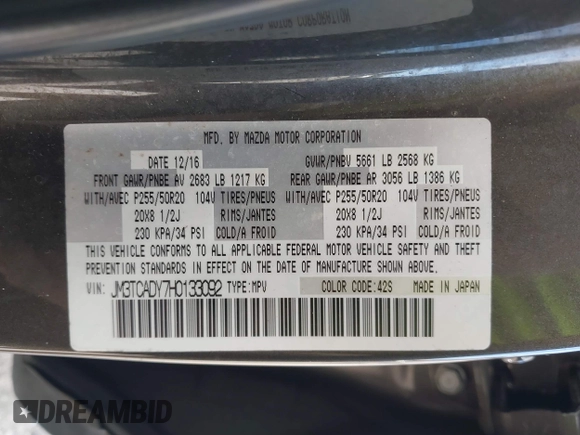 MFD. BY MAZDA MOTOR CORPORATION
DATE 12/16 GVWR/PNBV 5661 LB 2568 KG
FRONT GAWR/PNBE AV 2683 LB 1217 KG REAR GAWR/PNBE AR 3056 LB 1386 KG
WITH/AVEC P255/50R20 104V TIRES/PNEUS WITH/AVEC P255/50R20 104V TIRES/PNEUS
20X8 1/2J RIMS/JANTES 20X8 1/2J RIMS/JANTES
230 KPA/34 PSI COLD/A FROID 230 KPA/34 PSI COLD/A FROID
THIS VEHICLE CONFORMS TO ALL APPLICABLE FEDERAL MOTOR VEHICLE SAFETY AND THEFT
PREVENTION STANDARDS IN EFFECT ON THE DATE OF MANUFACTURE SHOWN ABOVE.
VIN: JM3TCADY7H0133092 TYPE:MPV COLOR CODE:42S MADE IN JAPAN
DREAMBID